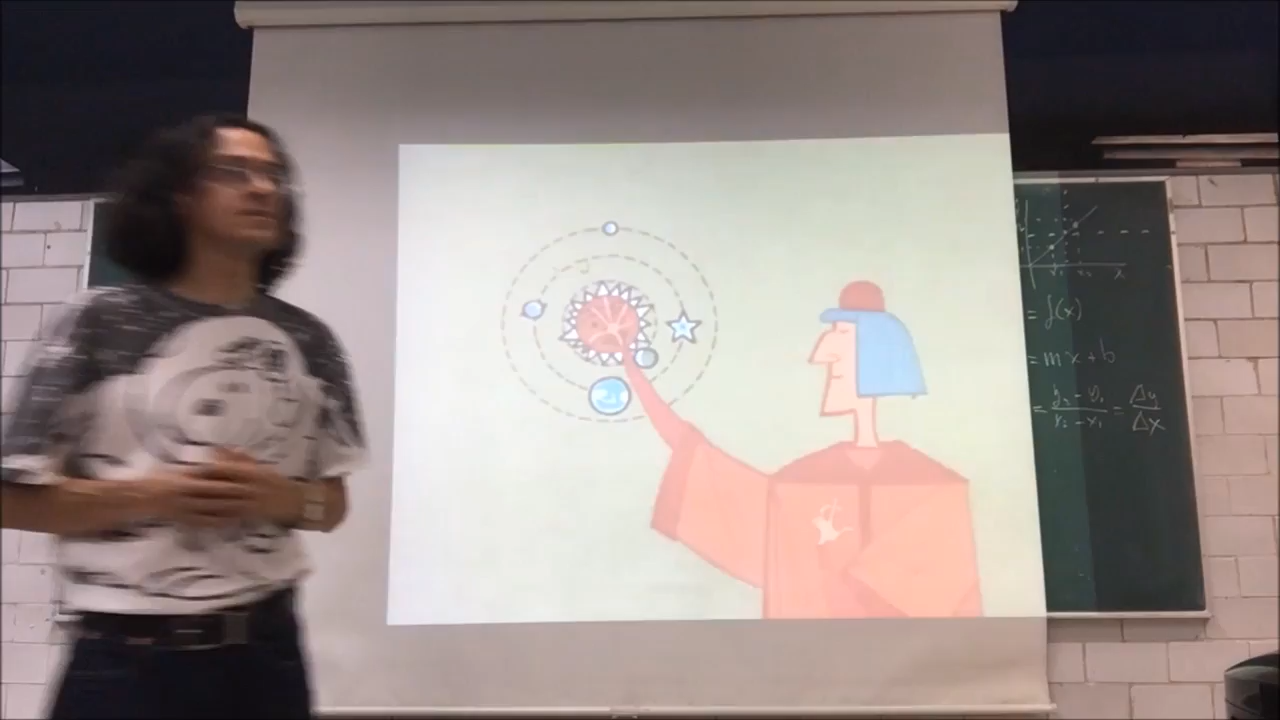 = f(x)
= mx + b
= y₂ - y₁ / x₂ - x₁ = Δy / Δx